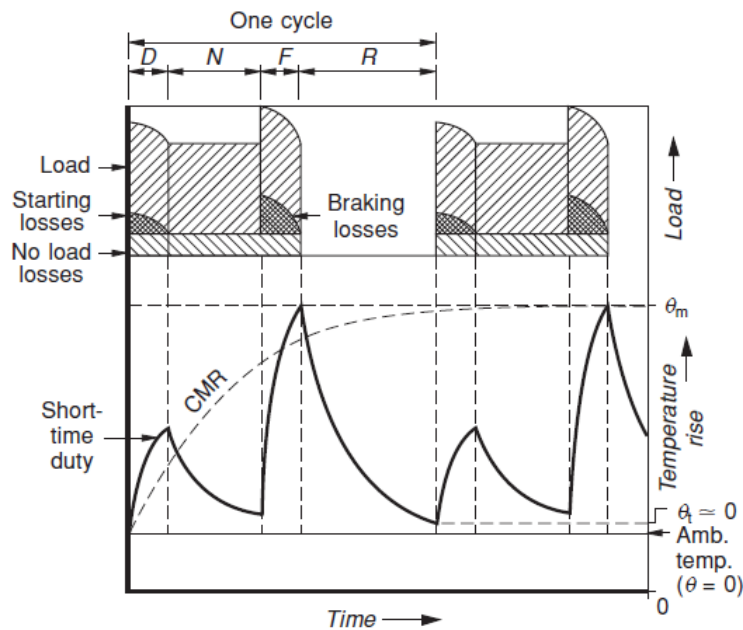 One cycle
D N F R
Load
Starting
losses
No load
losses
Braking
losses
Load
θm
CMR
Short-
time
duty
Temperature
rise
θt ≃ 0
Amb.
temp.
(θ = 0)
0
Time